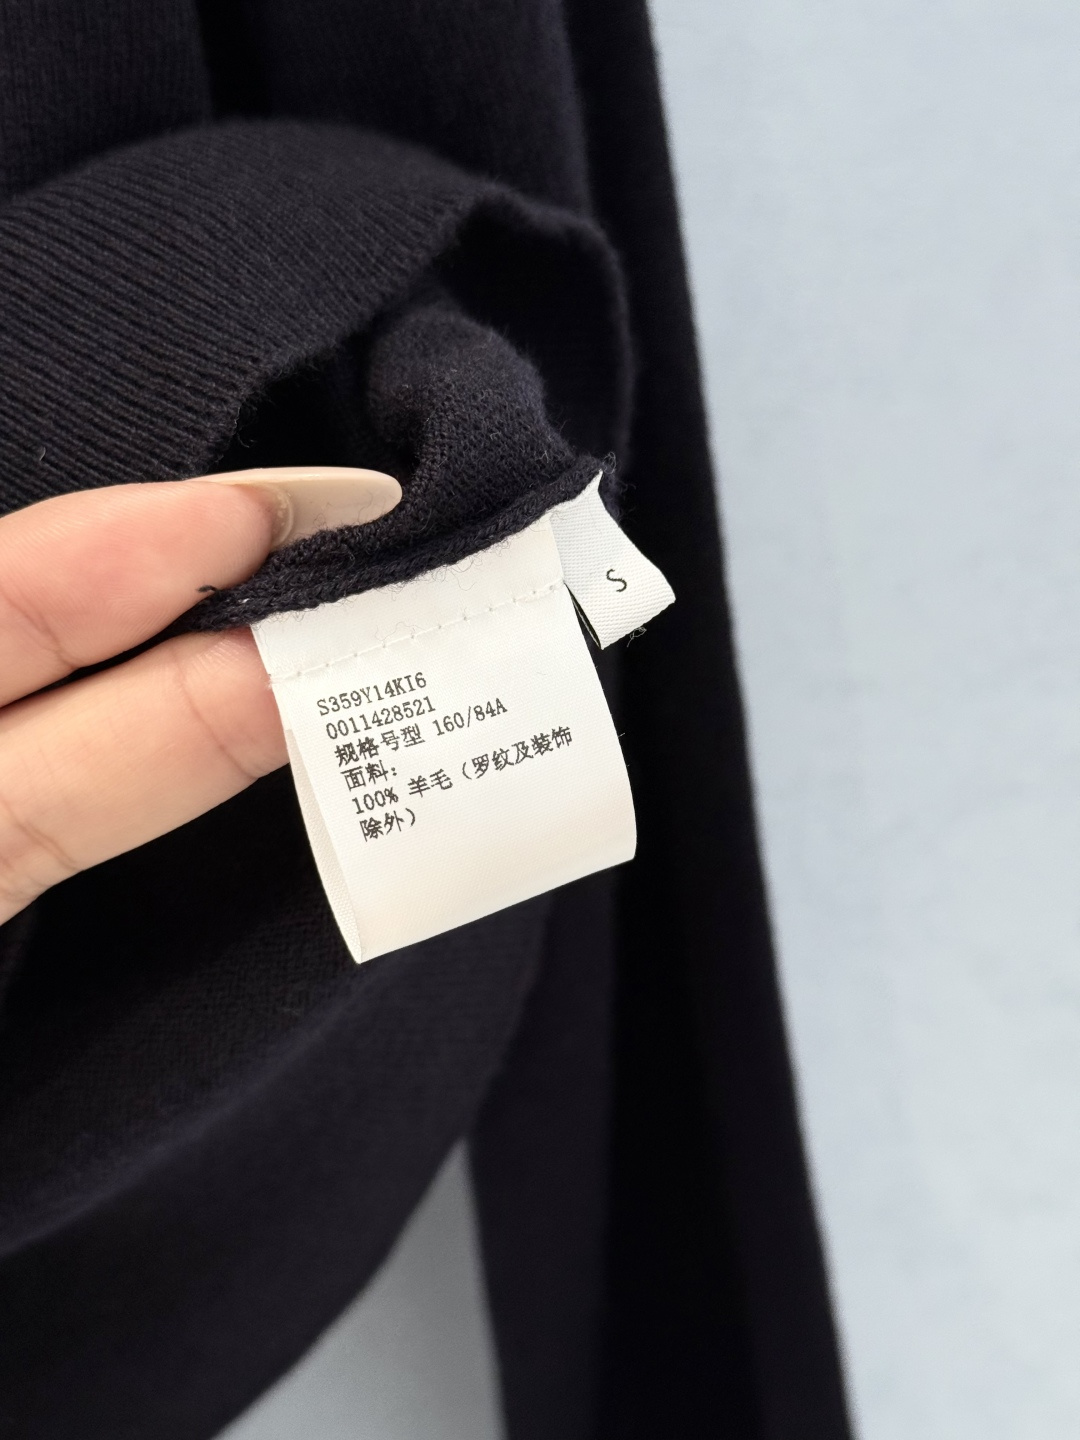 S
S359Y14KI6
0011428521
规格号型 160/84A
面料：
100% 羊毛（罗纹及装饰
除外）